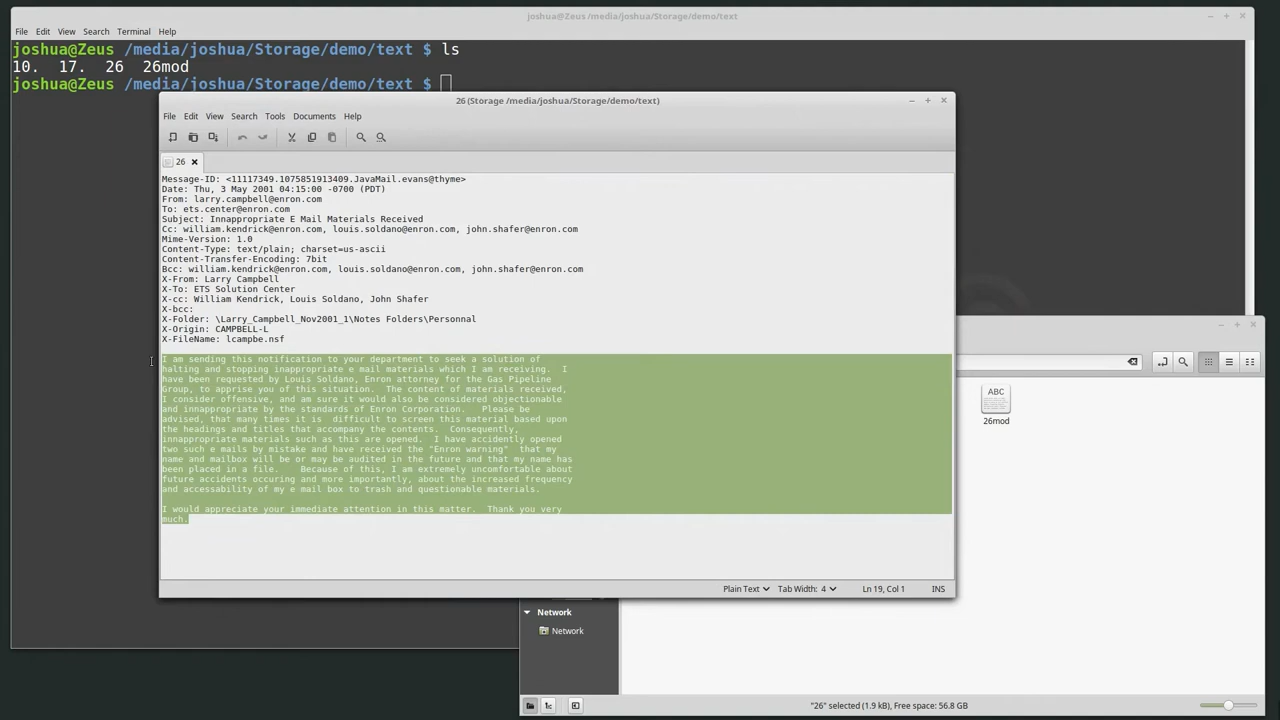 joshua@Zeus /media/joshua/Storage/demo/text
File Edit View Search Terminal Help
joshua@Zeus /media/joshua/Storage/demo/text $ ls
10.  17.  26  26mod
joshua@Zeus /media/joshua/Storage/demo/text $
26 (Storage /media/joshua/Storage/demo/text)
File Edit View Search Tools Documents Help
26
Message-ID: <11117349.1075851913409.JavaMail.evans@thyme>
Date: Thu, 3 May 2001 04:15:00 -0700 (PDT)
From: larry.campbell@enron.com
To: ets.center@enron.com
Subject: Innappropriate E Mail Materials Received
Cc: william.kendrick@enron.com, louis.soldano@enron.com, john.shafer@enron.com
Mime-Version: 1.0
Content-Type: text/plain; charset=us-ascii
Content-Transfer-Encoding: 7bit
Bcc: william.kendrick@enron.com, louis.soldano@enron.com, john.shafer@enron.com
X-From: Larry Campbell
X-To: ETS Solution Center
X-cc: William Kendrick, Louis Soldano, John Shafer
X-bcc:
X-Folder: \Larry_Campbell_Nov2001_1\Notes Folders\Personnal
X-Origin: CAMPBELL-L
X-FileName: lcampbe.nsf
I am sending this notification to your department to seek a solution of
halting and stopping inappropriate e mail materials which I am receiving.  I
have been requested by Louis Soldano, Enron attorney for the Gas Pipeline
Group, to apprise you of this situation.  The content of materials received,
I consider offensive, and am sure it would also be considered objectionable
and innappropriate by the standards of Enron Corporation.   Please be
advised, that many times it is  difficult to screen this material based upon
the headings and titles that accompany the contents.  Consequently,
innappropriate materials such as this are opened.  I have accidently opened
two such e mails by mistake and have received the "Enron warning"  that my
name and mailbox will be or may be audited in the future and that my name has
been placed in a file.    Because of this, I am extremely uncomfortable about
future accidents occuring and more importantly, about the increased frequency
and accessability of my e mail box to trash and questionable materials.
I would appreciate your immediate attention in this matter.  Thank you very
much.
Plain Text Tab Width: 4 Ln 19, Col 1 INS
ABC
26mod
Network
Network
"26" selected (1.9 kB), Free space: 56.8 GB